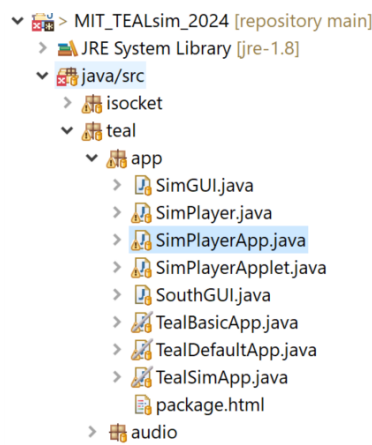 > MIT_TEALsim_2024 [repository main]
JRE System Library [jre-1.8]
java/src
isocket
teal
app
SimGUI.java
SimPlayer.java
SimPlayerApp.java
SimPlayerApplet.java
SouthGUI.java
TealBasicApp.java
TealDefaultApp.java
TealSimApp.java
package.html
audio